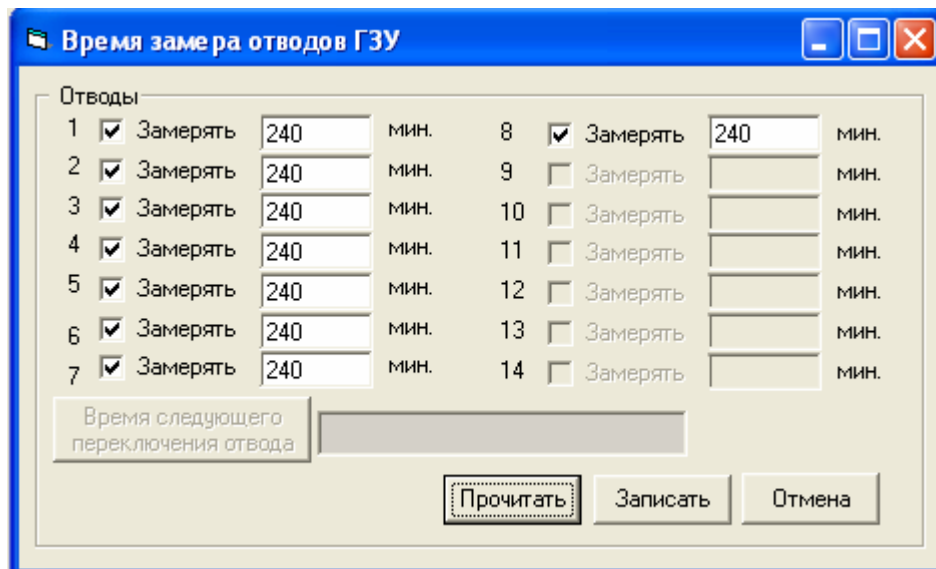 Время замера отводов ГЗУ
Отводы
1 Замерять 240 мин. 8 Замерять 240 мин.
2 Замерять 240 мин. 9 Замерять мин.
3 Замерять 240 мин. 10 Замерять мин.
4 Замерять 240 мин. 11 Замерять мин.
5 Замерять 240 мин. 12 Замерять мин.
6 Замерять 240 мин. 13 Замерять мин.
7 Замерять 240 мин. 14 Замерять мин.
Время следующего
переключения отвода
Прочитать Записать Отмена